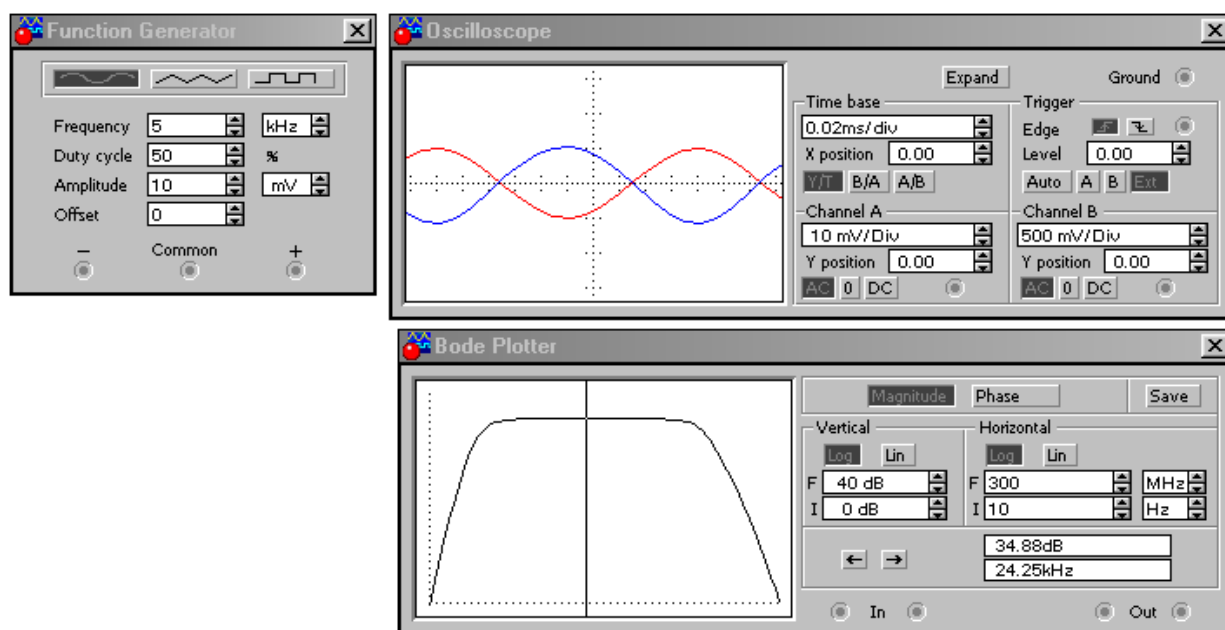 Function Generator
Frequency 5 kHz
Duty cycle 50 %
Amplitude 10 mV
Offset 0
− Common +
Oscilloscope
Expand Ground
Time base
0.02ms/div
X position 0.00
Y/T B/A A/B
Trigger
Edge
Level 0.00
Auto A B Ext
Channel A
10 mV/Div
Y position 0.00
AC 0 DC
Channel B
500 mV/Div
Y position 0.00
AC 0 DC
Bode Plotter
Magnitude Phase Save
Vertical
Log Lin
F 40 dB
I 0 dB
Horizontal
Log Lin
F 300 MHz
I 10 Hz
34.88dB
24.25kHz
In Out